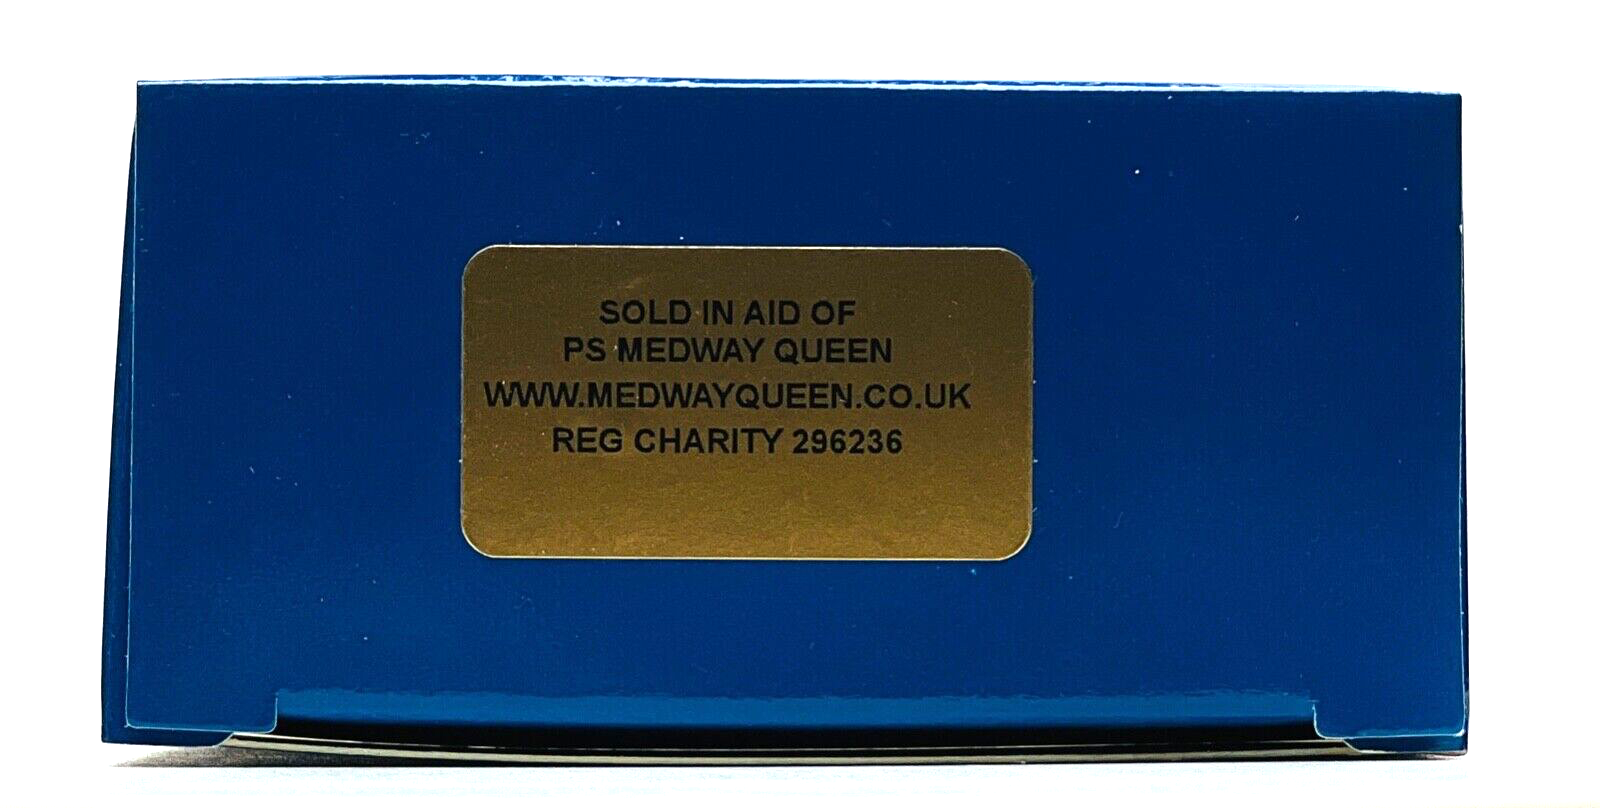 SOLD IN AID OF
PS MEDWAY QUEEN
WWW.MEDWAYQUEEN.CO.UK
REG CHARITY 296236